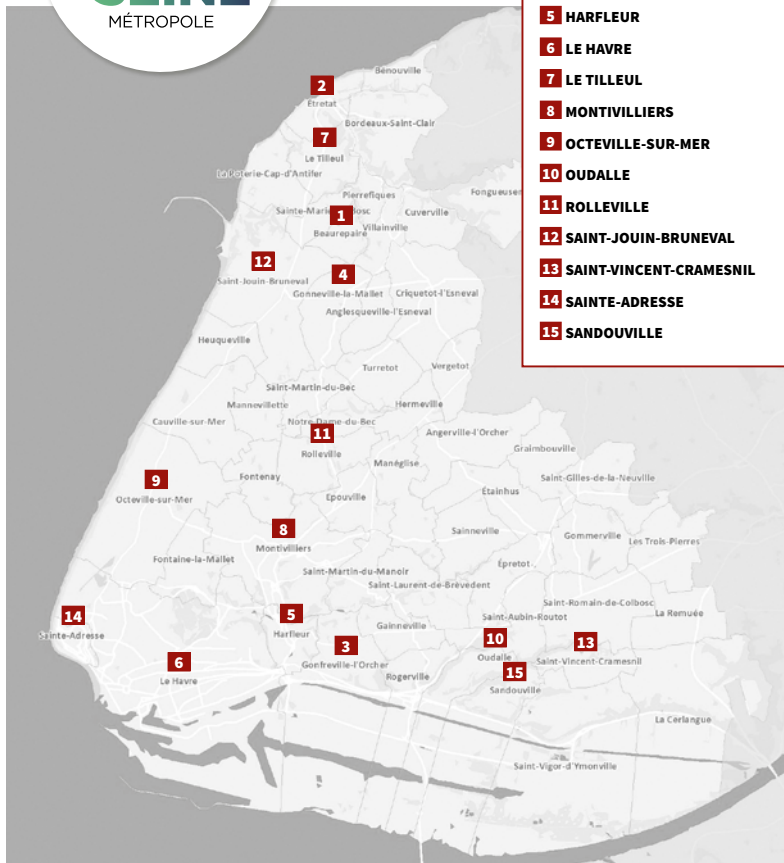 SEINE
MÉTROPOLE
5 HARFLEUR
6 LE HAVRE
7 LE TILLEUL
8 MONTIVILLIERS
9 OCTEVILLE-SUR-MER
10 OUDALLE
11 ROLLEVILLE
12 SAINT-JOUIN-BRUNEVAL
13 SAINT-VINCENT-CRAMESNIL
14 SAINTE-ADRESSE
15 SANDOUVILLE
Bénouville
2
Étretat
Bordeaux-Saint-Clair
7
Le Tilleul
La Poterie-Cap-d'Antifer
Pierrefiques
Fongueusem
Sainte-Marie
1
Cuverville
Villainville
Beaurepaire
12
4
Saint-Jouin-Bruneval
Gonneville-la-Mallet
Criquetot-l'Esneval
Anglesqueville-l'Esneval
Heuqueville
Turretot
Vergetot
Saint-Martin-du-Bec
Mannevillette
Hermeville
Cauville-sur-Mer
Notre-Dame-du-Bec
11
Angerville-l'Orcher
Rolleville
Graimbouville
Manéglise
9
Fontenay
Saint-Gilles-de-la-Neuville
Octeville-sur-Mer
Epouville
Étainhus
8
Sainneville
Gommerville
Les Trois-Pierres
Montivilliers
Fontaine-la-Mallet
Saint-Martin-du-Manoir
Épretot
Saint-Laurent-de-Brèvedent
14
5
Saint-Romain-de-Colbosc
La Remuée
Saint-Aubin-Routot
Sainte-Adresse
Harfleur
Gainneville
10
13
3
Oudalle
Saint-Vincent-Cramesnil
6
Gonfreville-l'Orcher
15
Le Havre
Rogerville
Sandouville
La Cerlangue
Saint-Vigor-d'Ymonville